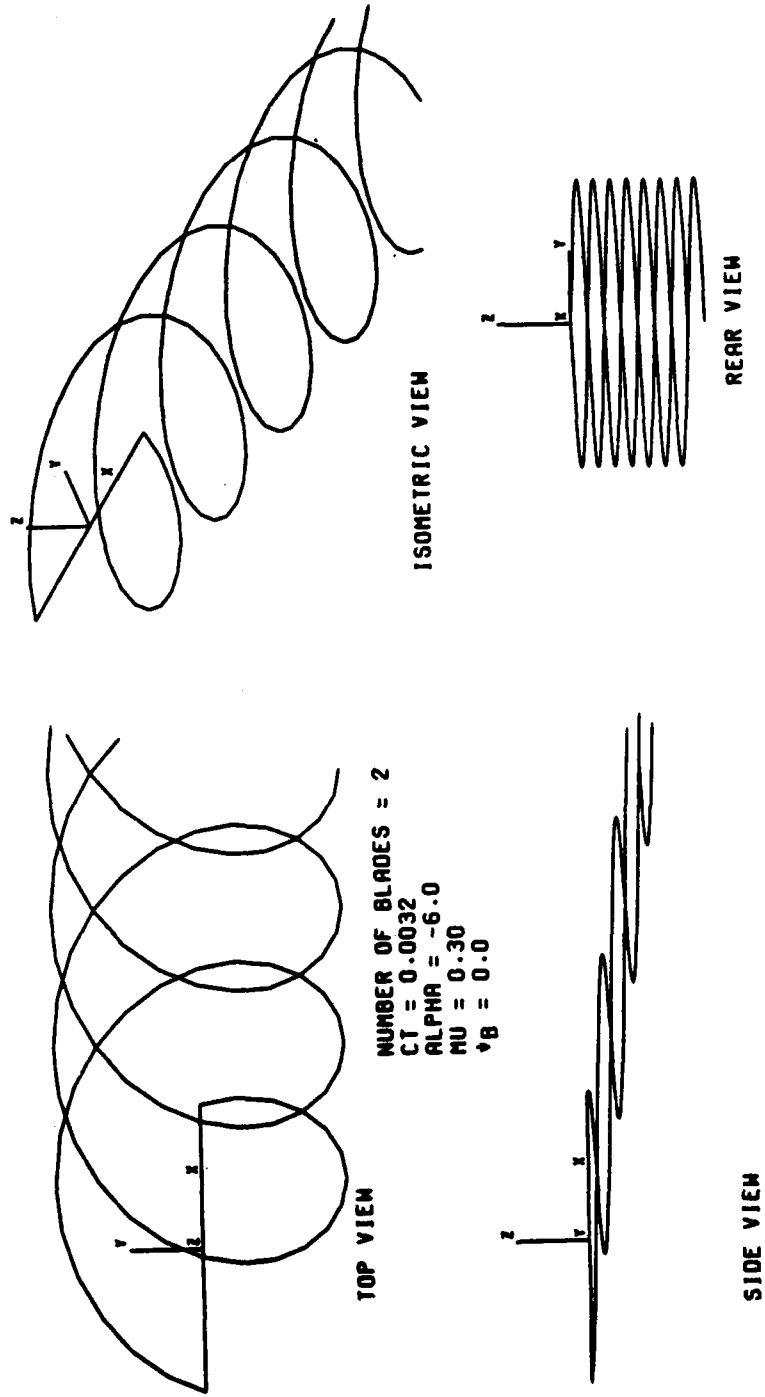 Y
Z
X
TOP VIEW
NUMBER OF BLADES = 2
CT = 0.0032
ALPHA = -6.0
MU = 0.30
ΨB = 0.0
Z
Y
X
ISOMETRIC VIEW
Z
Y
X
SIDE VIEW
Z
X
Y
REAR VIEW